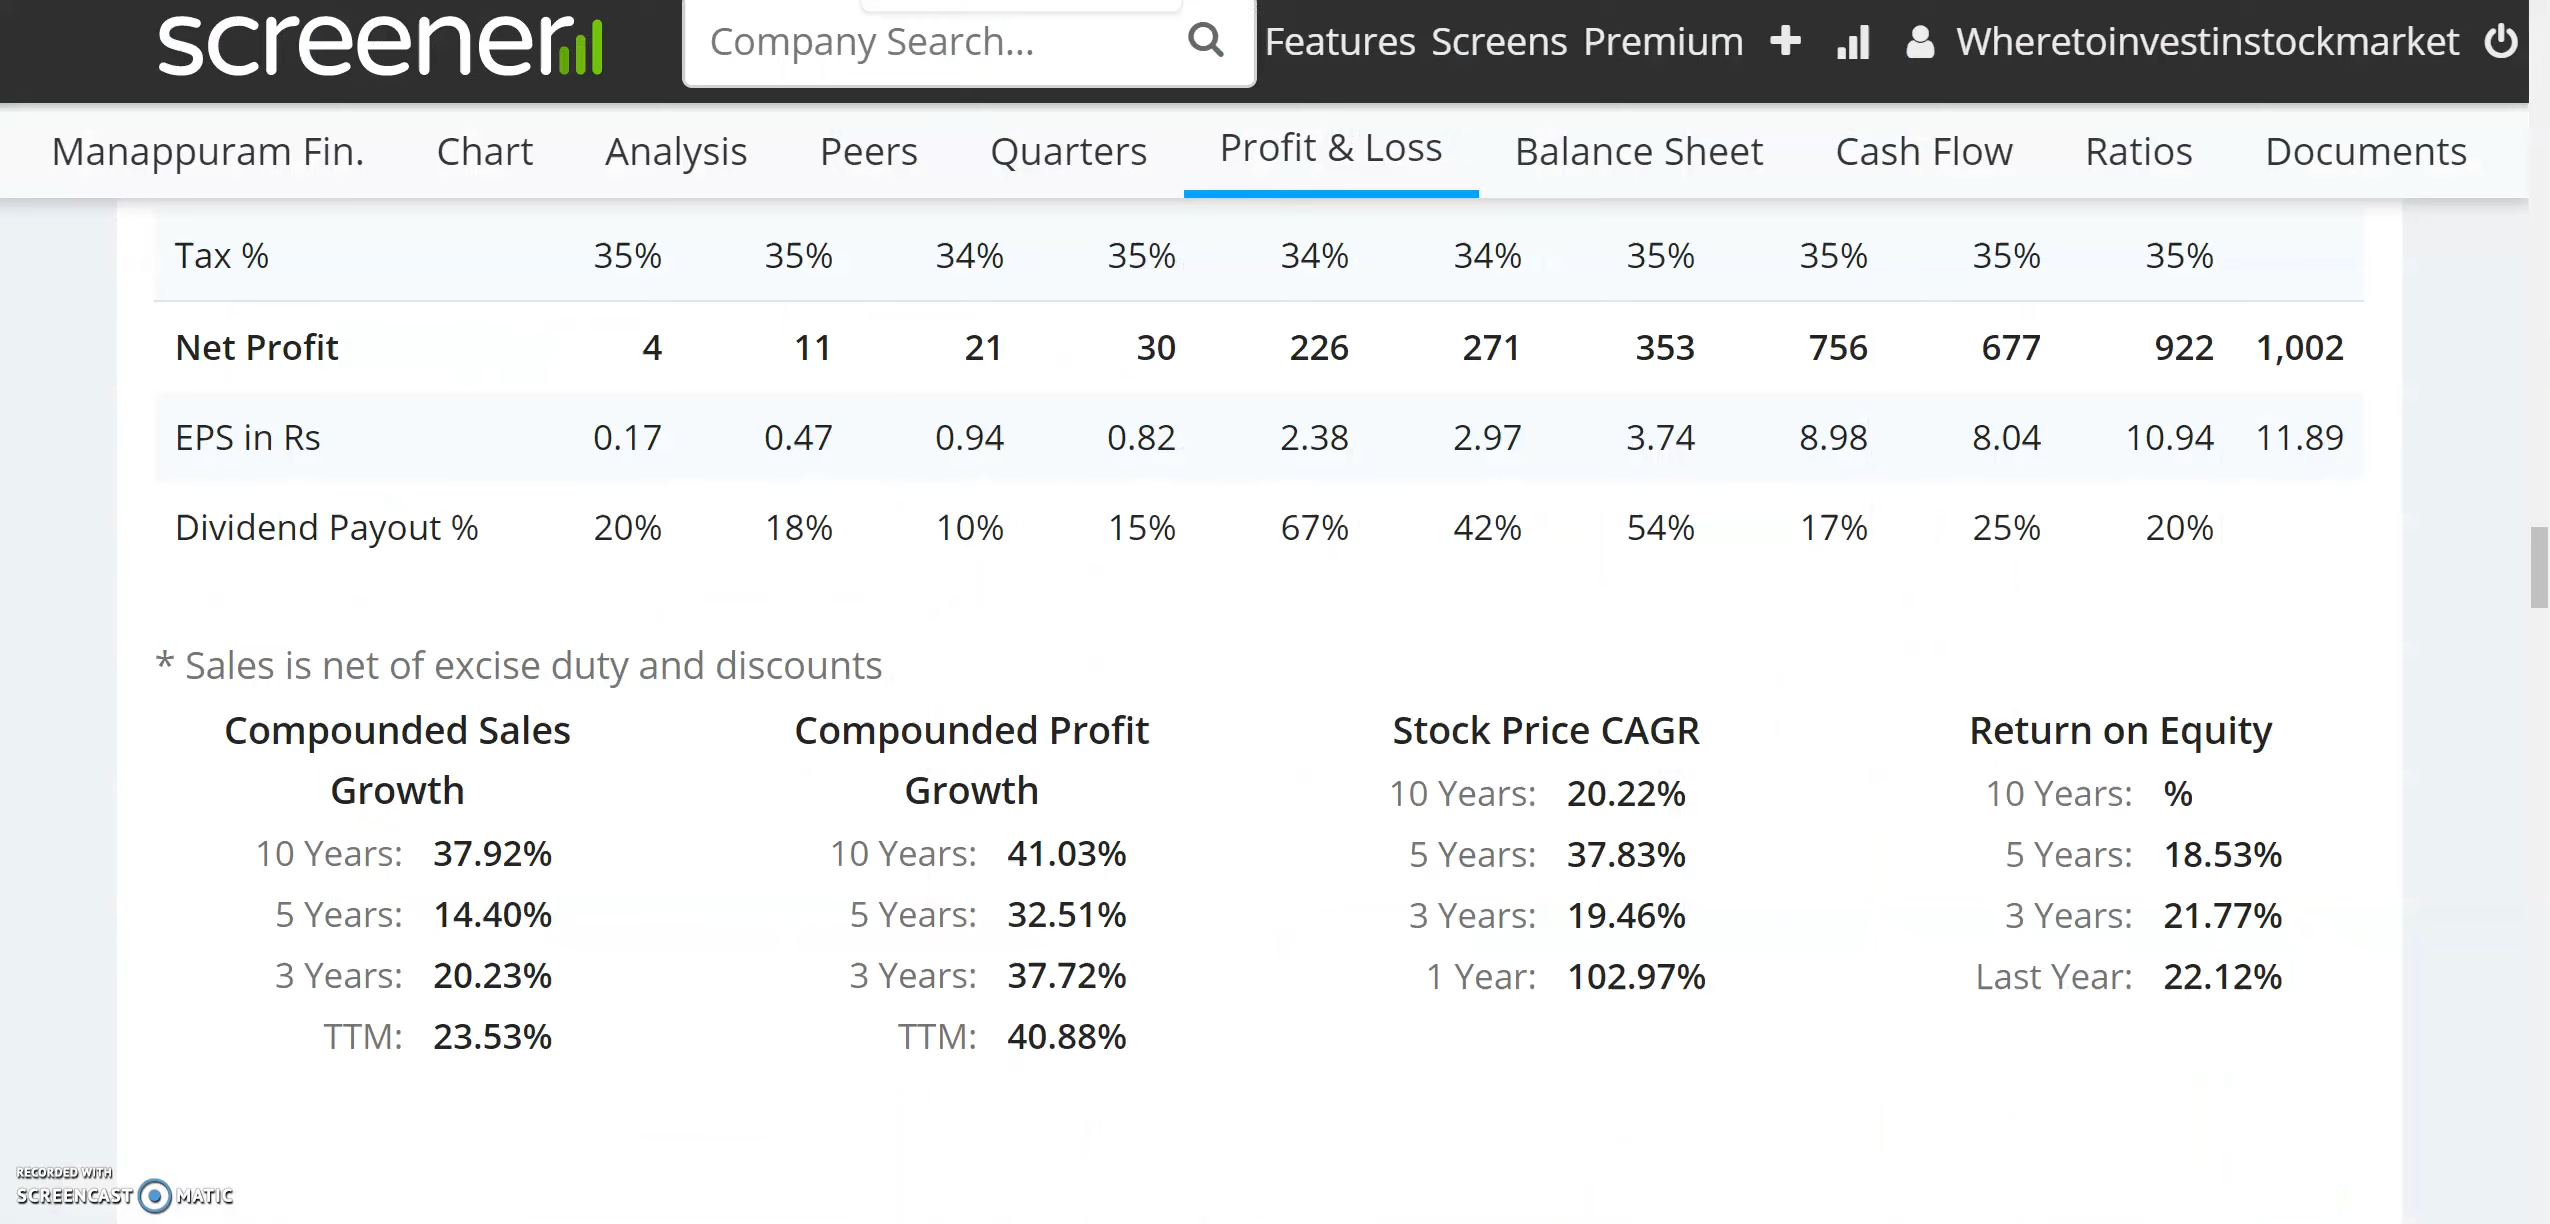 screener
Company Search...
Features Screens Premium Wheretoinvestinstockmarket
Manappuram Fin. Chart Analysis Peers Quarters Profit & Loss Balance Sheet Cash Flow Ratios Documents
Tax % 35% 35% 34% 35% 34% 34% 35% 35% 35% 35%
Net Profit 4 11 21 30 226 271 353 756 677 922 1,002
EPS in Rs 0.17 0.47 0.94 0.82 2.38 2.97 3.74 8.98 8.04 10.94 11.89
Dividend Payout % 20% 18% 10% 15% 67% 42% 54% 17% 25% 20%
* Sales is net of excise duty and discounts
Compounded Sales
Growth
10 Years: 37.92%
5 Years: 14.40%
3 Years: 20.23%
TTM: 23.53%
Compounded Profit
Growth
10 Years: 41.03%
5 Years: 32.51%
3 Years: 37.72%
TTM: 40.88%
Stock Price CAGR
10 Years: 20.22%
5 Years: 37.83%
3 Years: 19.46%
1 Year: 102.97%
Return on Equity
10 Years: %
5 Years: 18.53%
3 Years: 21.77%
Last Year: 22.12%
RECORDED WITH
SCREENCAST MATIC